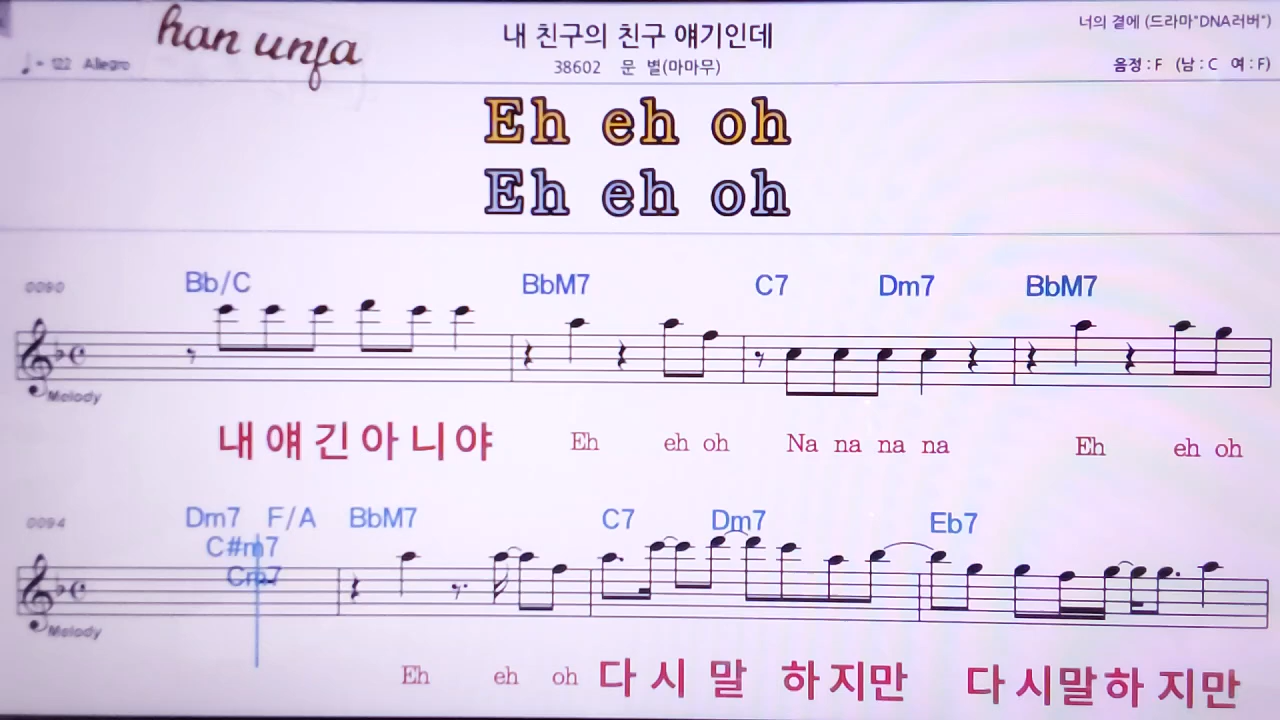 han unfa
내 친구의 친구 얘기인데
너의 결에 (드라마"DNA러버")
♩= 122 Allegro
38602 문 별(마마무)
음정 : F (남 : C 여 : F)
Eh eh oh
Eh eh oh
0090 Bb/C BbM7 C7 Dm7 BbM7
Melody
내 얘 긴 아 니 야 Eh eh oh Na na na na Eh eh oh
0094 Dm7 F/A BbM7 C7 Dm7 Eb7
C#m7
Cm7
Melody
Eh eh oh 다 시 말 하 지만 다 시말하 지만